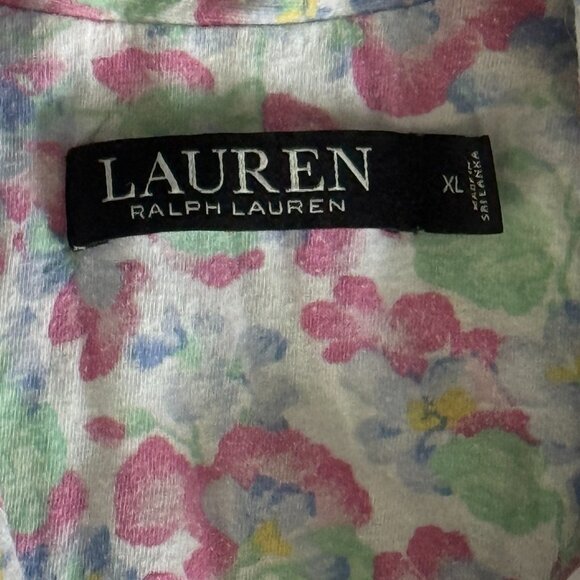 LAUREN
RALPH LAUREN
XL
MADE IN
SRI LANKA